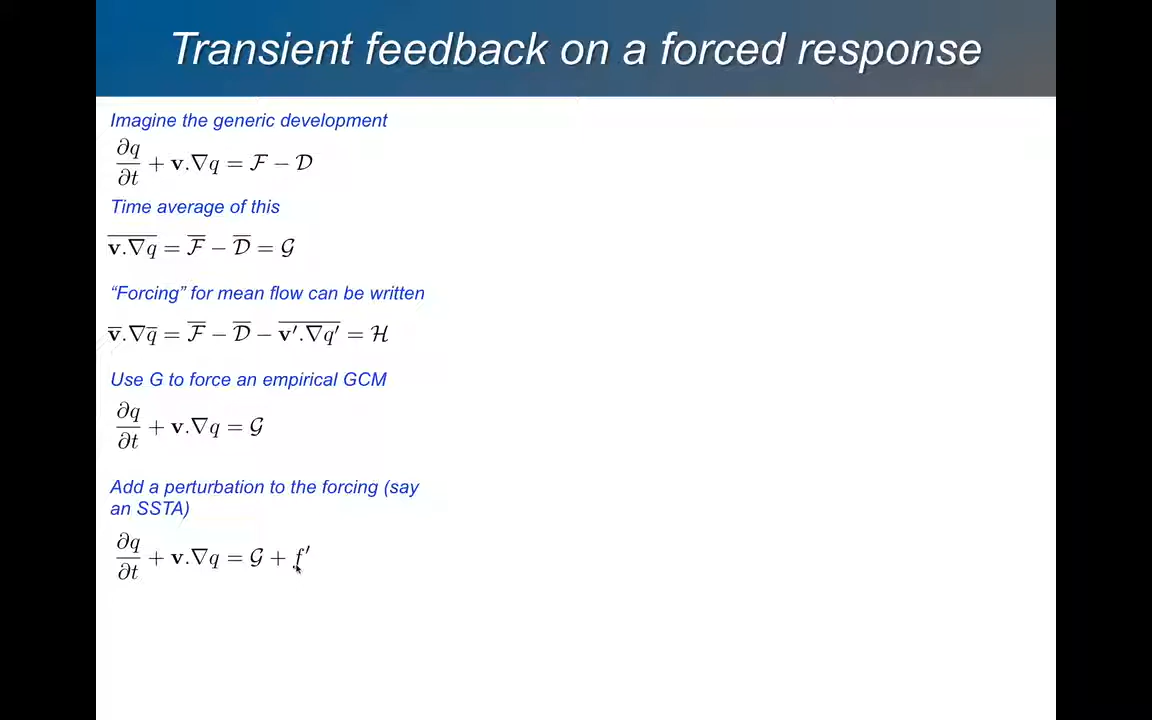 Transient feedback on a forced response
Imagine the generic development
∂q/∂t + v.∇q = ℱ − 𝒟
Time average of this
\overline{v.∇q} = \overline{ℱ} − \overline{𝒟} = 𝒢
“Forcing” for mean flow can be written
\overline{v}.∇\overline{q} = \overline{ℱ} − \overline{𝒟} − \overline{v′.∇q′} = ℋ
Use G to force an empirical GCM
∂q/∂t + v.∇q = 𝒢
Add a perturbation to the forcing (say
an SSTA)
∂q/∂t + v.∇q = 𝒢 + f′